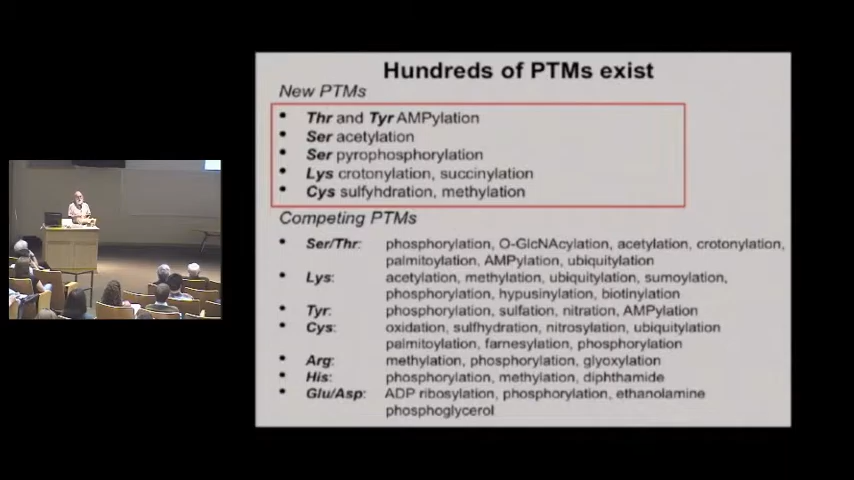 Hundreds of PTMs exist
New PTMs
• Thr and Tyr AMPylation
• Ser acetylation
• Ser pyrophosphorylation
• Lys crotonylation, succinylation
• Cys sulfyhdration, methylation
Competing PTMs
• Ser/Thr: phosphorylation, O-GlcNAcylation, acetylation, crotonylation,
palmitoylation, AMPylation, ubiquitylation
• Lys: acetylation, methylation, ubiquitylation, sumoylation,
phosphorylation, hypusinylation, biotinylation
• Tyr: phosphorylation, sulfation, nitration, AMPylation
• Cys: oxidation, sulfhydration, nitrosylation, ubiquitylation
palmitoylation, farnesylation, phosphorylation
• Arg: methylation, phosphorylation, glyoxylation
• His: phosphorylation, methylation, diphthamide
• Glu/Asp: ADP ribosylation, phosphorylation, ethanolamine
phosphoglycerol